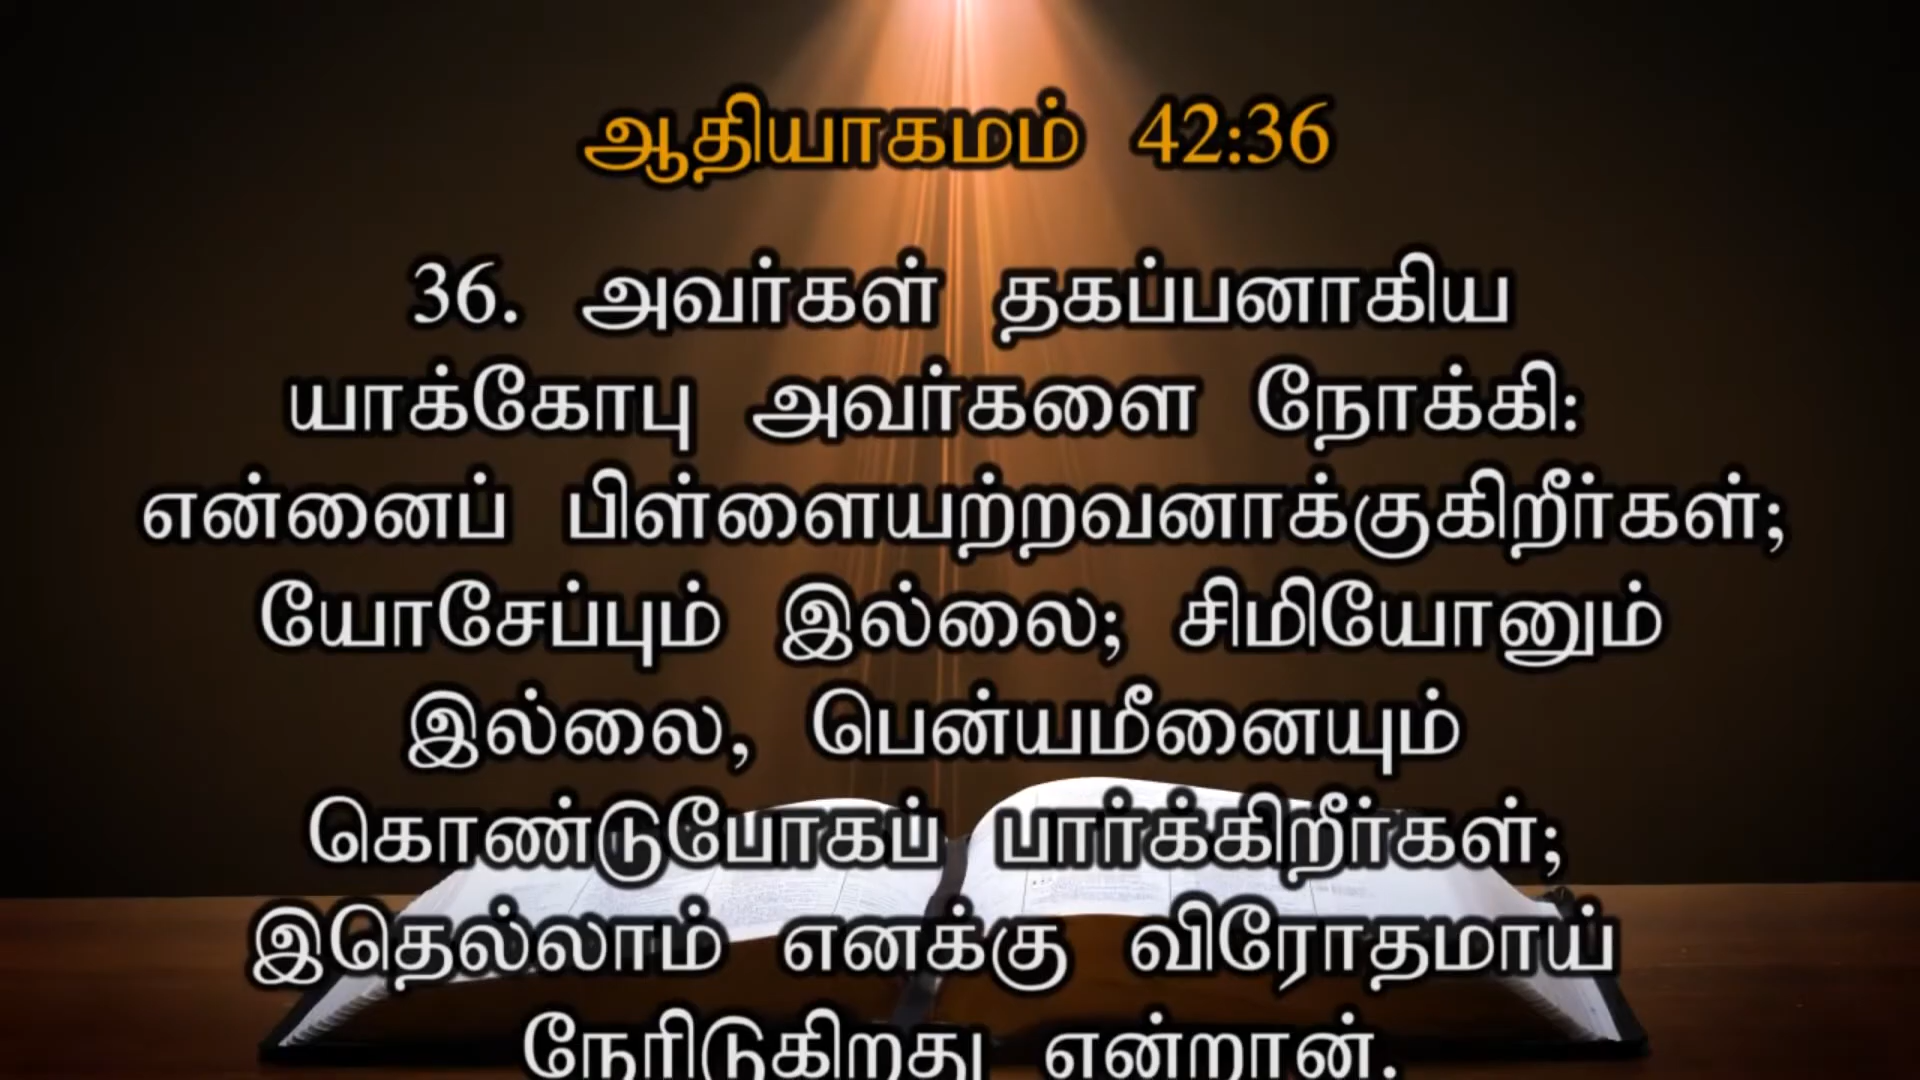 ஆதியாகமம் 42:36
36. அவர்கள் தகப்பனாகிய
யாக்கோபு அவர்களை நோக்கி:
என்னைப் பிள்ளையற்றவனாக்குகிறீர்கள்;
யோசேப்பும் இல்லை; சிமியோனும்
இல்லை, பென்யமீனையும்
கொண்டுபோகப் பார்க்கிறீர்கள்;
இதெல்லாம் எனக்கு விரோதமாய்
நேரிடுகிறது என்றான்.